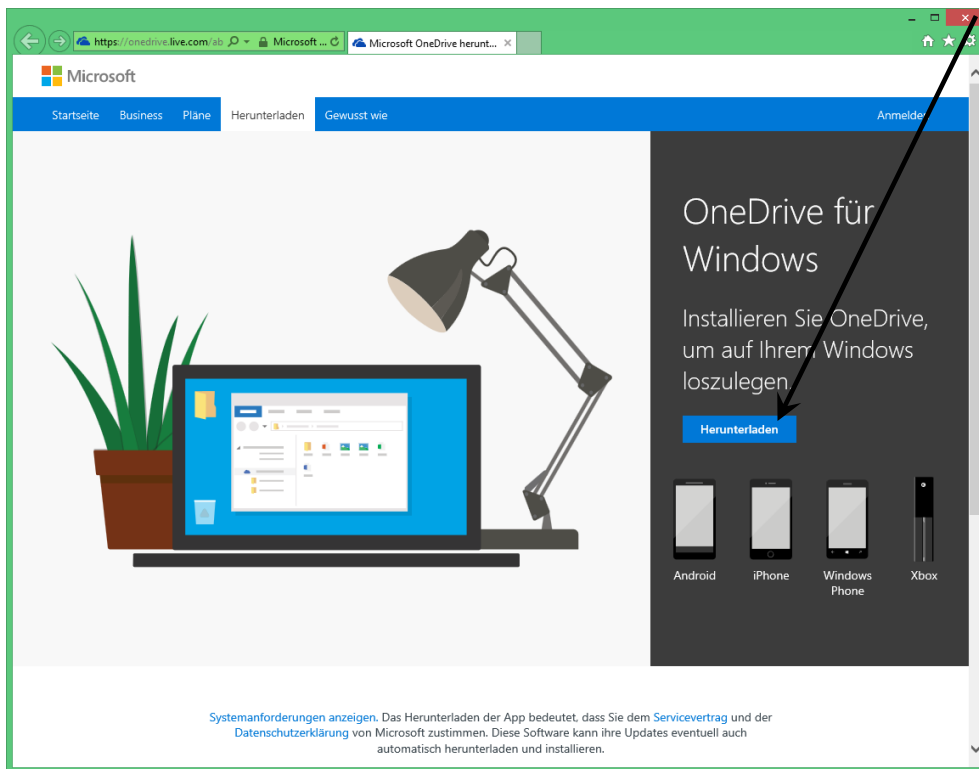 https://onedrive.live.com/ab
Microsoft ...
Microsoft OneDrive herunt...
Microsoft
Startseite Business Pläne Herunterladen Gewusst wie Anmelden
OneDrive für
Windows
Installieren Sie OneDrive,
um auf Ihrem Windows
loszulegen.
Herunterladen
Android iPhone Windows Phone Xbox
Systemanforderungen anzeigen. Das Herunterladen der App bedeutet, dass Sie dem Servicevertrag und der
Datenschutzerklärung von Microsoft zustimmen. Diese Software kann ihre Updates eventuell auch
automatisch herunterladen und installieren.